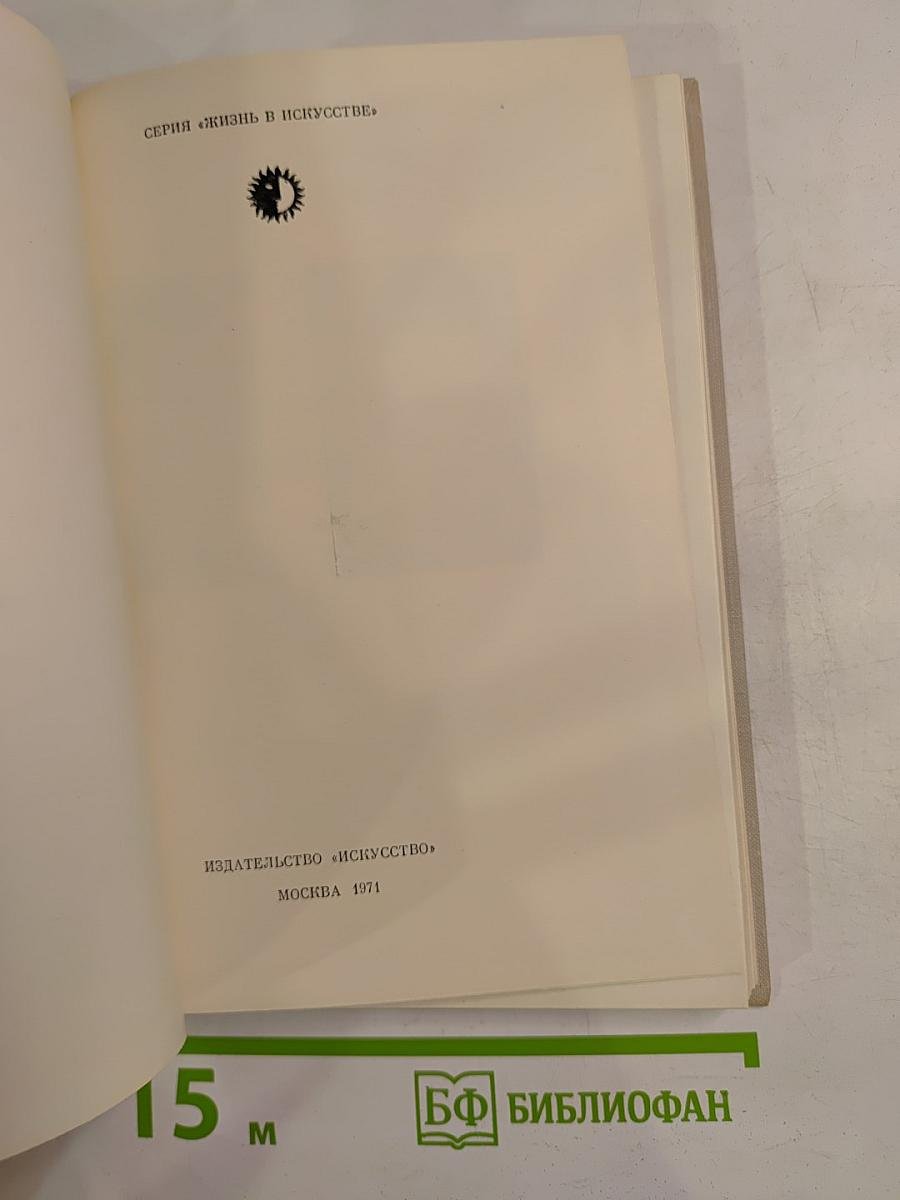 СЕРИЯ «ЖИЗНЬ В ИСКУССТВЕ»
ИЗДАТЕЛЬСТВО «ИСКУССТВО»
МОСКВА 1971
15 м
БФ БИБЛИОФАН